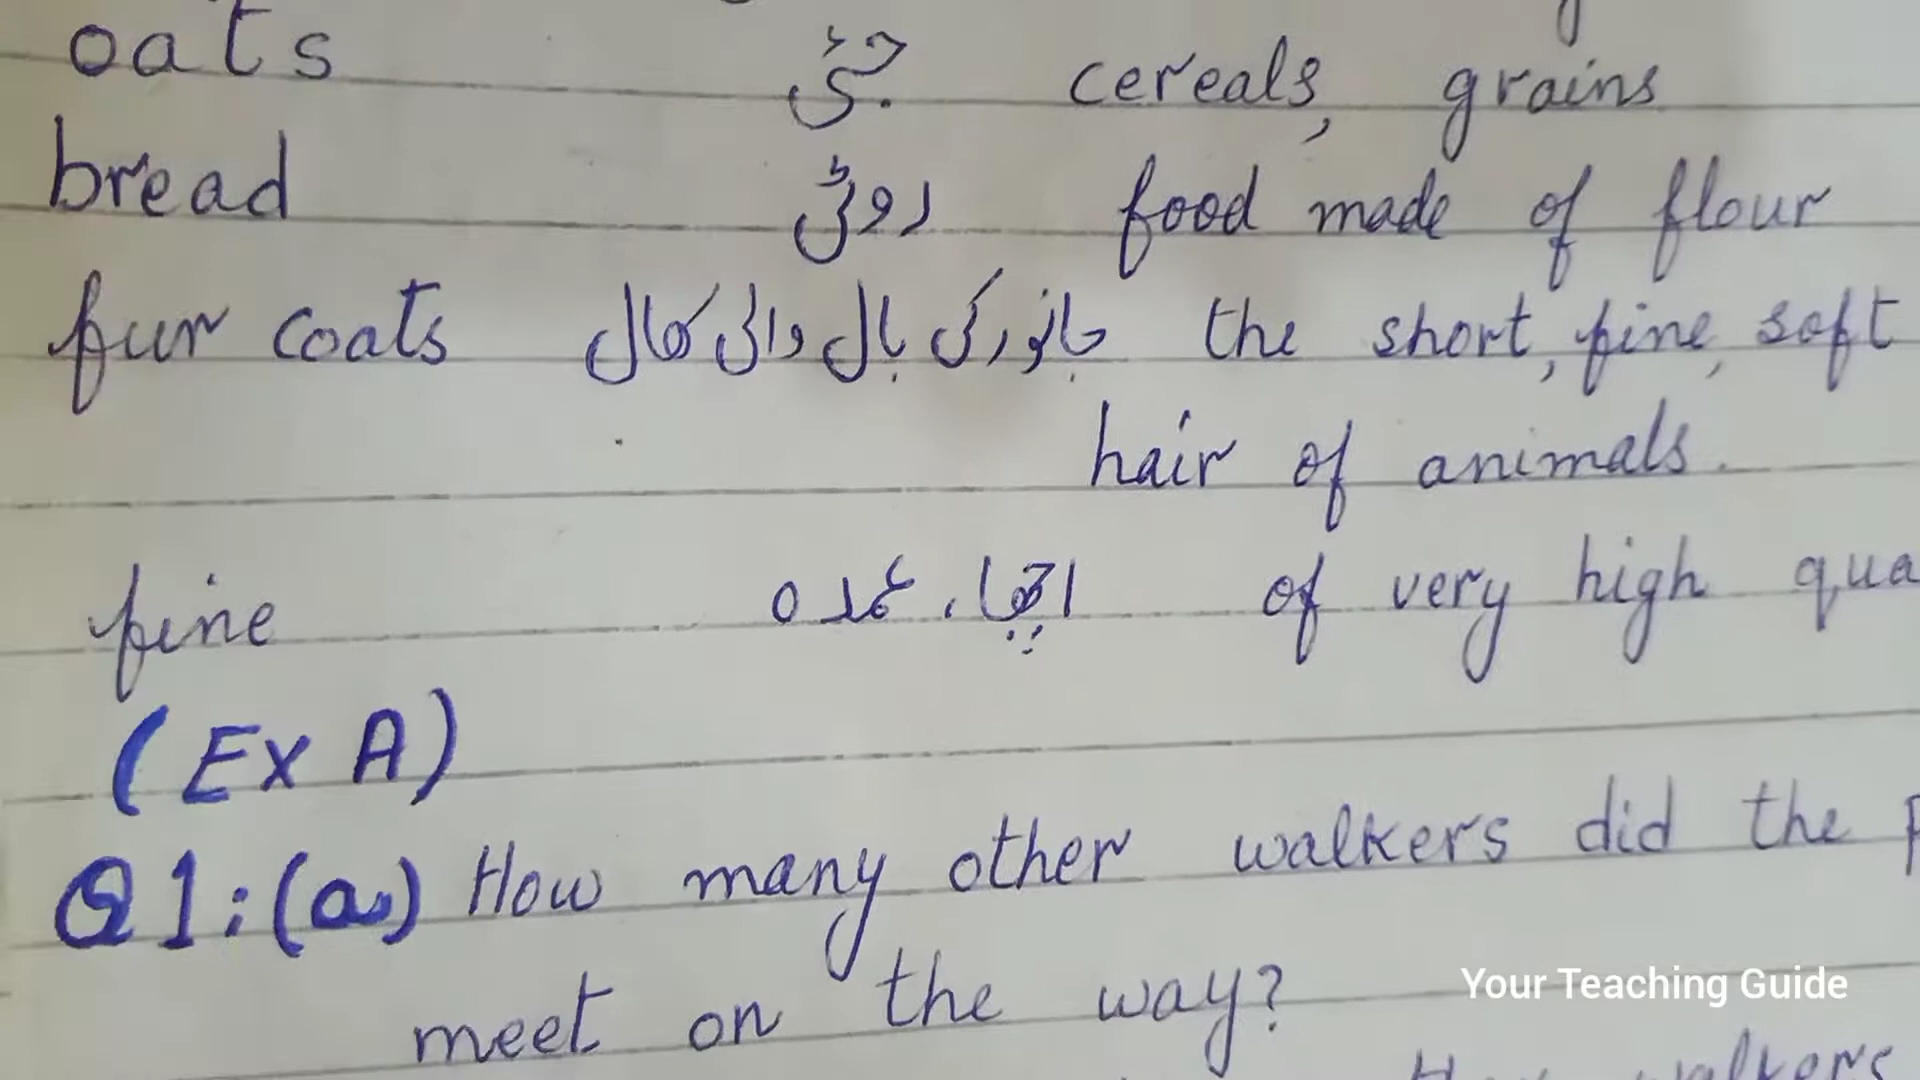 oats جئی cereals, grains
bread روٹی food made of flour
fur coats جانور کی بال والی کھال the short, fine, soft
hair of animals.
fine اچھا، عمدہ of very high
(Ex A)
Q1:(a) How many other walkers did the
meet on the way?
Your Teaching Guide
walkers